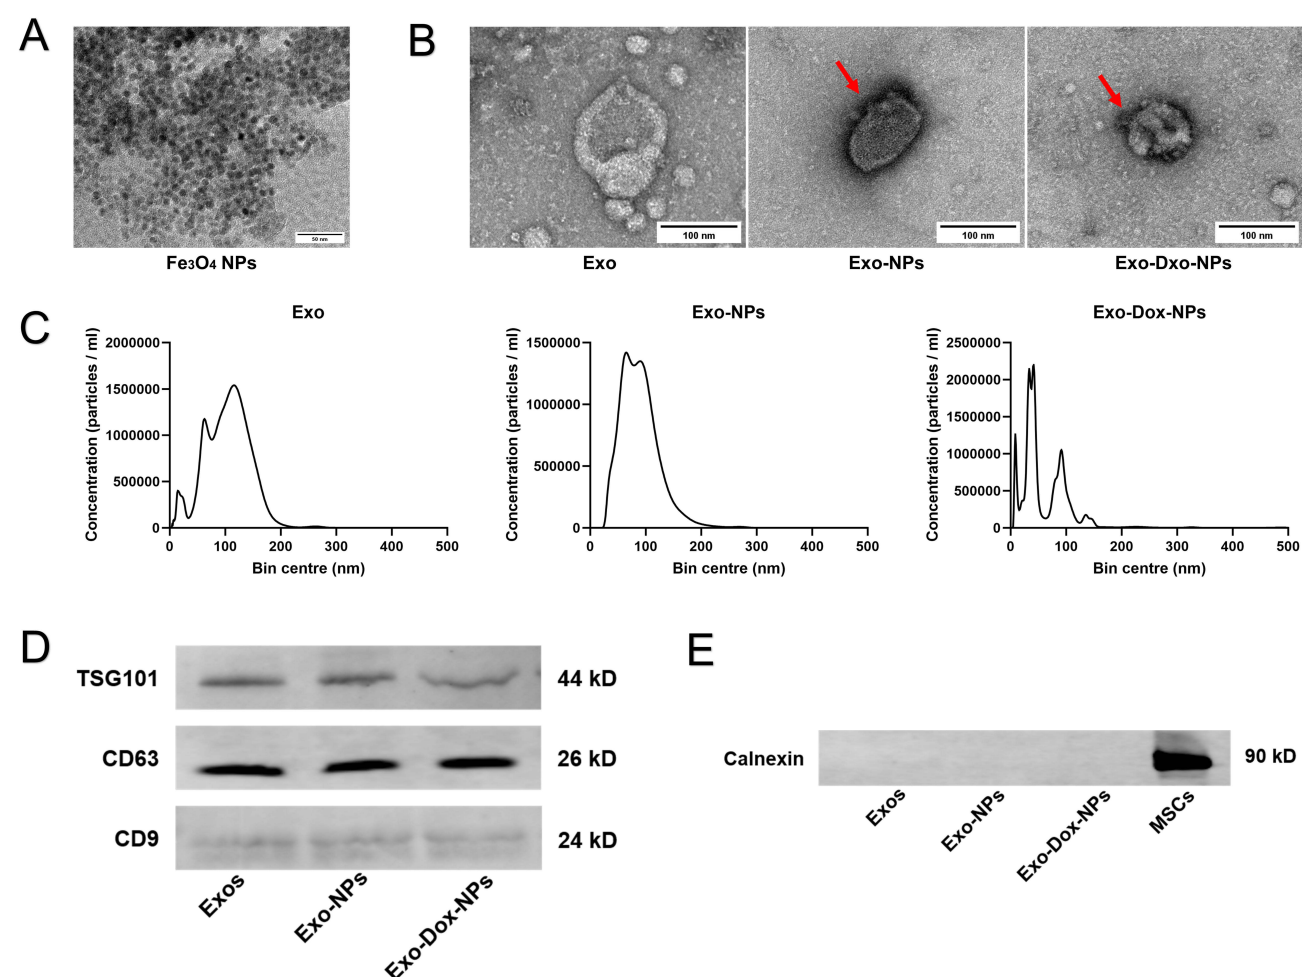 A
B
50 nm
100 nm
100 nm
100 nm
Fe3O4 NPs
Exo
Exo-NPs
Exo-Dxo-NPs
C
Exo
Concentration (particles / ml)
2000000
1500000
1000000
500000
0
0 100 200 300 400 500
Bin centre (nm)
Exo-NPs
Concentration (particles / ml)
1500000
1000000
500000
0
0 100 200 300 400 500
Bin centre (nm)
Exo-Dox-NPs
Concentration (particles / ml)
2500000
2000000
1500000
1000000
500000
0
0 100 200 300 400 500
Bin centre (nm)
D
TSG101 44 kD
CD63 26 kD
CD9 24 kD
Exos
Exo-NPs
Exo-Dox-NPs
E
Calnexin 90 kD
Exos
Exo-NPs
Exo-Dox-NPs
MSCs